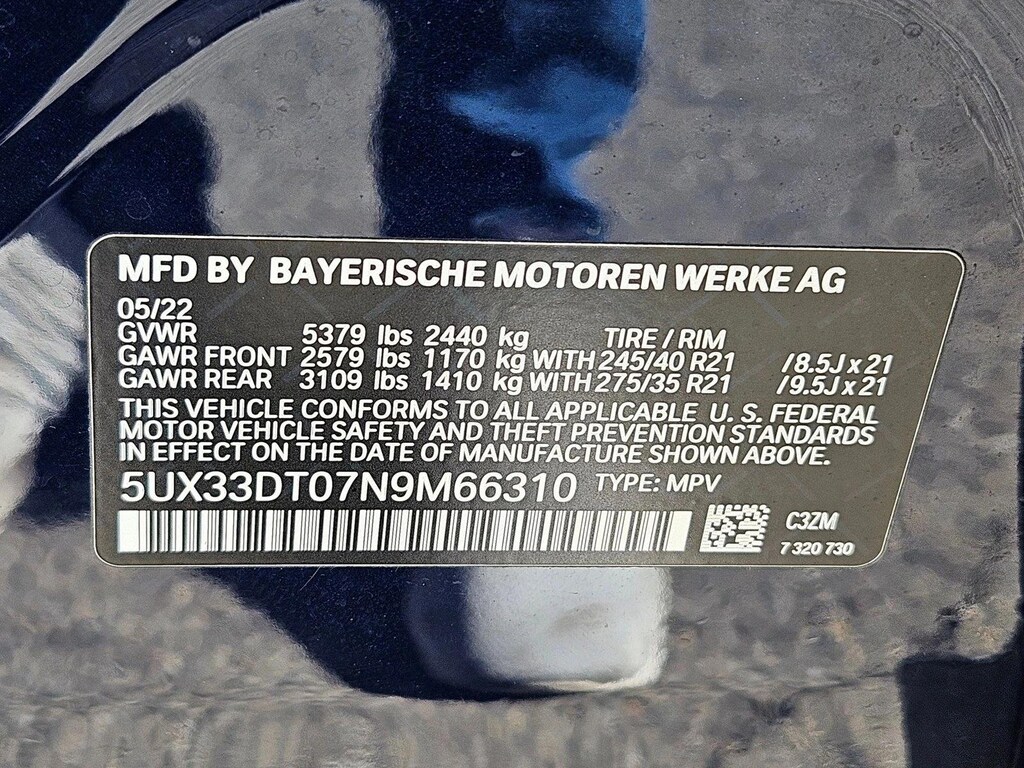 MFD BY BAYERISCHE MOTOREN WERKE AG
05/22
GVWR 5379 lbs 2440 kg TIRE / RIM
GAWR FRONT 2579 lbs 1170 kg WITH 245/40 R21 /8.5J x 21
GAWR REAR 3109 lbs 1410 kg WITH 275/35 R21 /9.5J x 21
THIS VEHICLE CONFORMS TO ALL APPLICABLE U. S. FEDERAL
MOTOR VEHICLE SAFETY AND THEFT PREVENTION STANDARDS
IN EFFECT ON THE DATE OF MANUFACTURE SHOWN ABOVE.
5UX33DT07N9M66310 TYPE: MPV
C3ZM
7 320 730